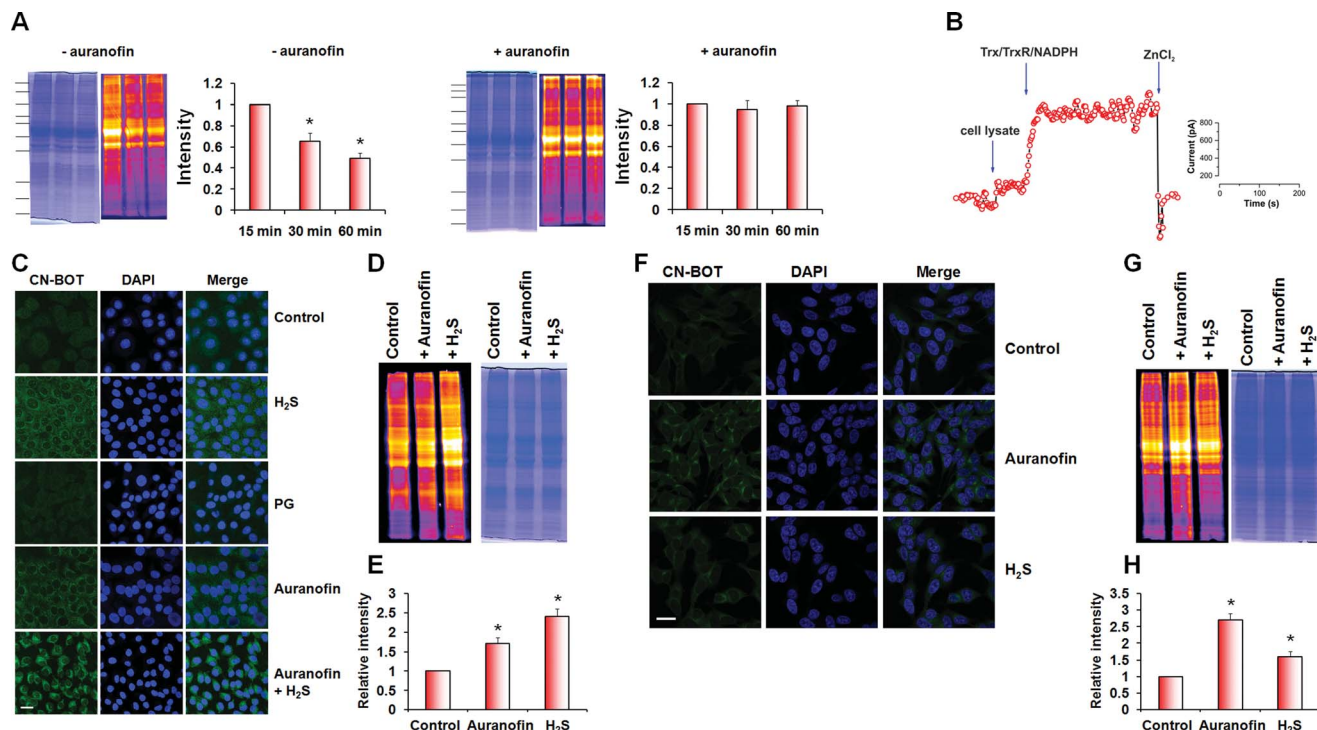 A
- auranofin
- auranofin
1.2
1
0.8
0.6
0.4
0.2
0
Intensity
*
*
15 min 30 min 60 min
+ auranofin
+ auranofin
1.2
1
0.8
0.6
0.4
0.2
0
Intensity
15 min 30 min 60 min
B
Trx/TrxR/NADPH
ZnCl₂
cell lysate
Current (pA)
800
600
400
200
0 100 200
Time (s)
C
CN-BOT DAPI Merge
Control
H₂S
PG
Auranofin
Auranofin
+ H₂S
D
Control
+ Auranofin
+ H₂S
Control
+ Auranofin
+ H₂S
E
Relative intensity
3
2.5
2
1.5
1
0.5
0
*
*
Control Auranofin H₂S
F
CN-BOT DAPI Merge
Control
Auranofin
H₂S
G
Control
+ Auranofin
+ H₂S
Control
+ Auranofin
+ H₂S
H
Relative intensity
3.5
3
2.5
2
1.5
1
0.5
0
*
*
Control Auranofin H₂S